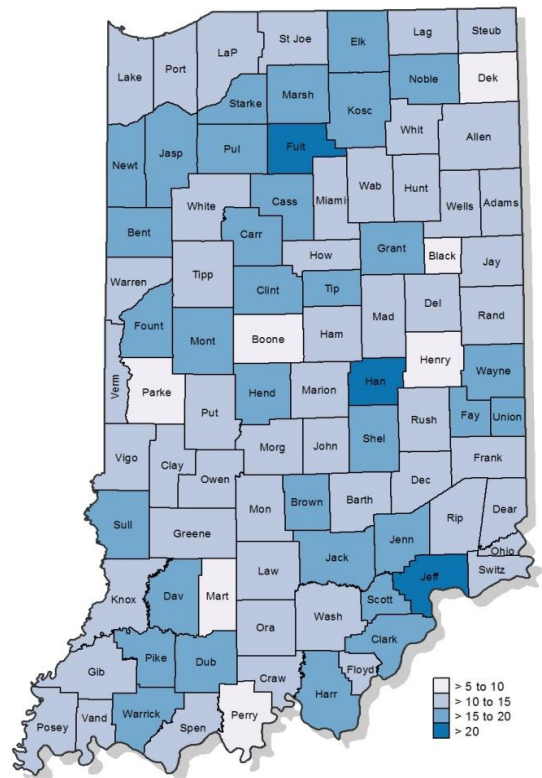 Lake
Port
LaP
St Joe
Elk
Lag
Steub
Noble
Dek
Starke
Marsh
Kosc
Whit
Allen
Newt
Jasp
Pul
Fult
White
Cass
Miami
Wab
Hunt
Wells
Adams
Bent
Carr
How
Grant
Black
Jay
Warren
Tipp
Clint
Tip
Mad
Del
Rand
Fount
Mont
Boone
Ham
Henry
Verm
Parke
Put
Hend
Marion
Han
Wayne
Fay
Union
Rush
Shel
Vigo
Clay
Owen
Morg
John
Frank
Dec
Sull
Greene
Mon
Brown
Barth
Rip
Dear
Jenn
Ohio
Switz
Jack
Law
Jeff
Knox
Dav
Mart
Scott
Wash
Ora
Clark
Gib
Pike
Dub
Floyd
Craw
Harr
Posey
Vand
Warrick
Spen
Perry
> 5 to 10
> 10 to 15
> 15 to 20
> 20